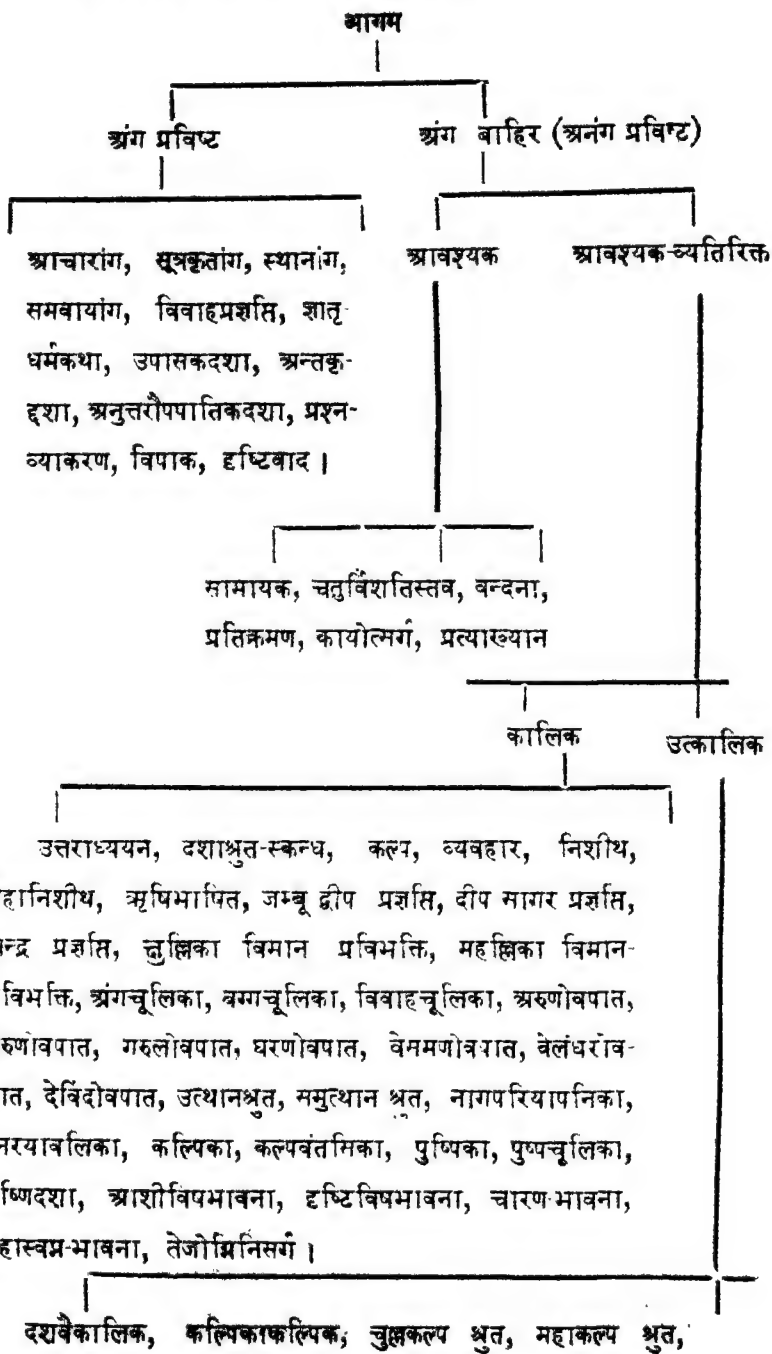 आगम
अंग प्रविष्ट अंग बाहिर (अनंग प्रविष्ट)
आचारांग, सूत्रकृतांग, स्थानांग, आवश्यक आवश्यक-व्यतिरिक्त
समवायांग, विवाहप्रज्ञप्ति, ज्ञातृ-
धर्मकथा, उपासकदशा, अन्तकृ-
द्दशा, अनुत्तरौपपातिकदशा, प्रश्न-
व्याकरण, विपाक, दृष्टिवाद।
सामायक, चतुर्विंशतिस्तव, वन्दना,
प्रतिक्रमण, कायोत्सर्ग, प्रत्याख्यान
कालिक उत्कालिक
उत्तराध्ययन, दशाश्रुत-स्कन्ध, कल्प, व्यवहार, निशीथ,
हानिशीथ, ऋषिभाषित, जम्बू द्वीप प्रज्ञप्ति, दीप सागर प्रज्ञप्ति,
न्द्र प्रज्ञप्ति, क्षुल्लिका विमान प्रविभक्ति, महल्लिका विमान-
विभक्ति, अंगचूलिका, वग्गचूलिका, विवाहचूलिका, अरुणोवपात,
रुणोवपात, गरुलोवपात, धरणोवपात, वेसमणोवपात, वेलंधरोव-
ात, देविंदोवपात, उत्थानश्रुत, समुत्थान श्रुत, नागपरियापनिका,
नरयावलिका, कल्पिका, कल्पवंतसिका, पुष्पिका, पुष्पचूलिका,
ष्णिदशा, आशीविषभावना, दृष्टिविषभावना, चारण-भावना,
हास्वप्न-भावना, तेजोग्निनिसर्ग।
दशवैकालिक, कल्पिकाकल्पिक, चुल्लकल्प श्रुत, महाकल्प श्रुत,